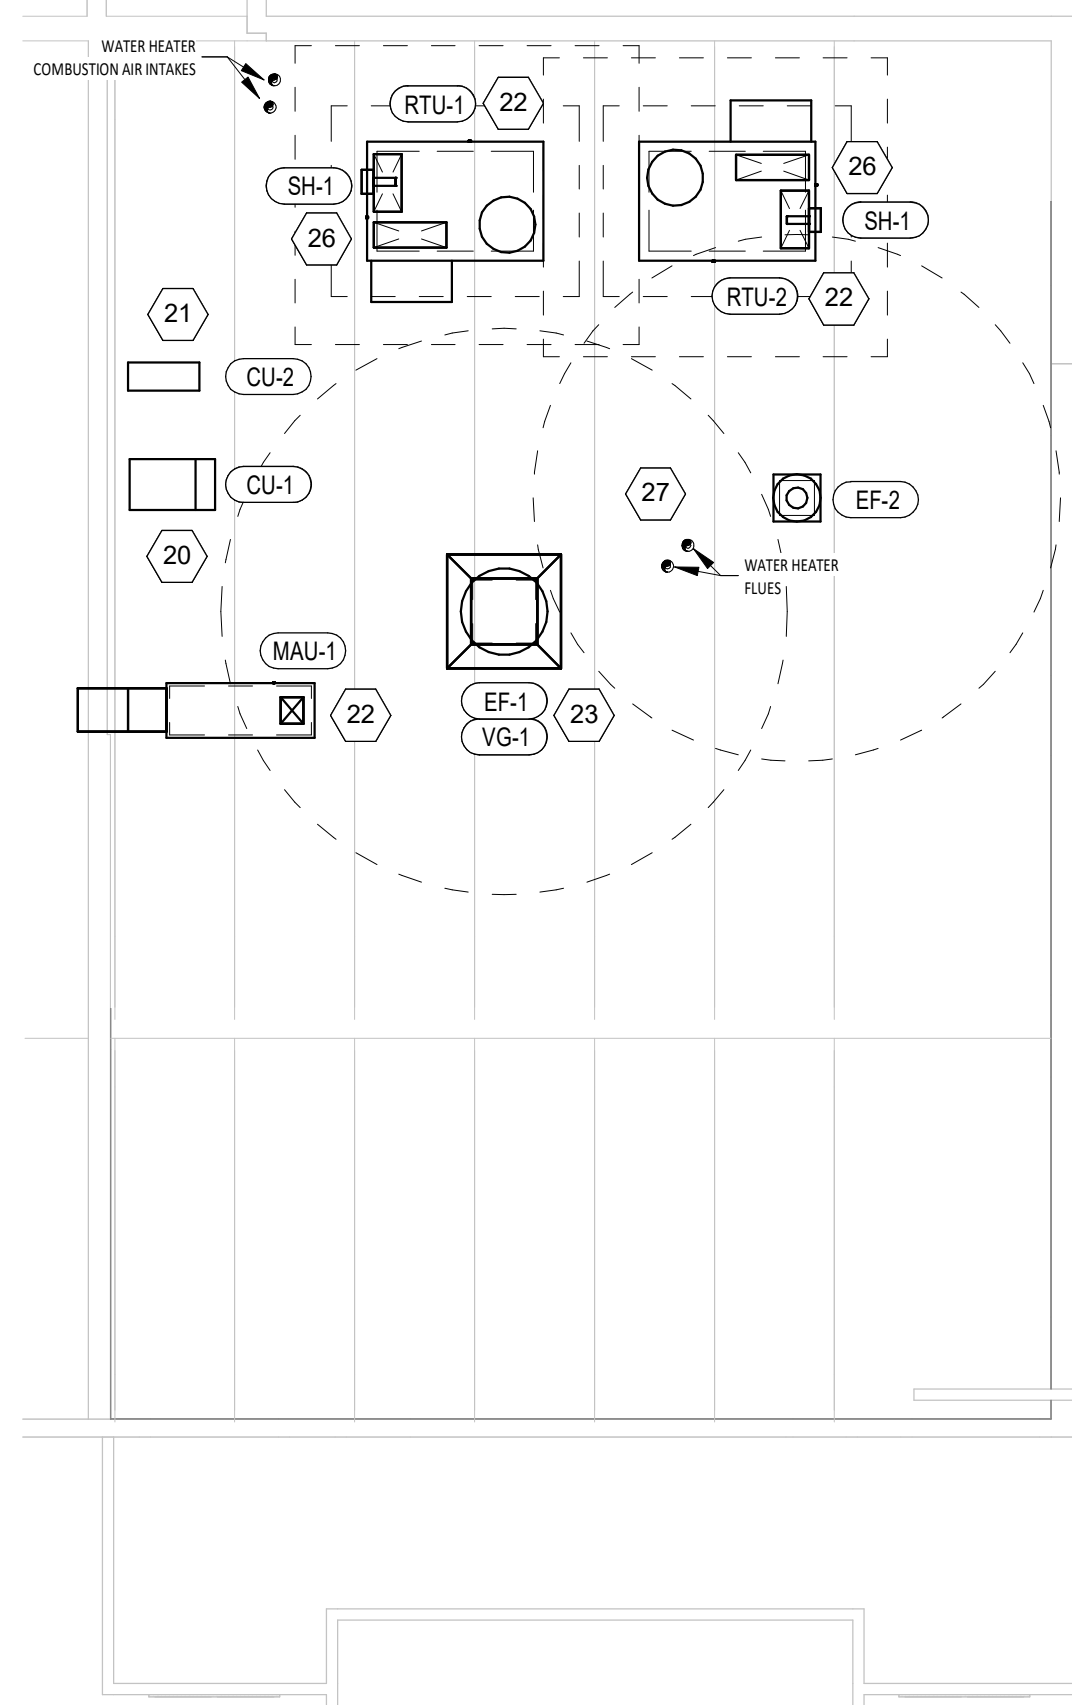 WATER HEATER
COMBUSTION AIR INTAKES
RTU-1
22
SH-1
26
26
SH-1
RTU-2
22
21
CU-2
CU-1
20
27
EF-2
WATER HEATER
FLUES
MAU-1
22
EF-1
VG-1
23